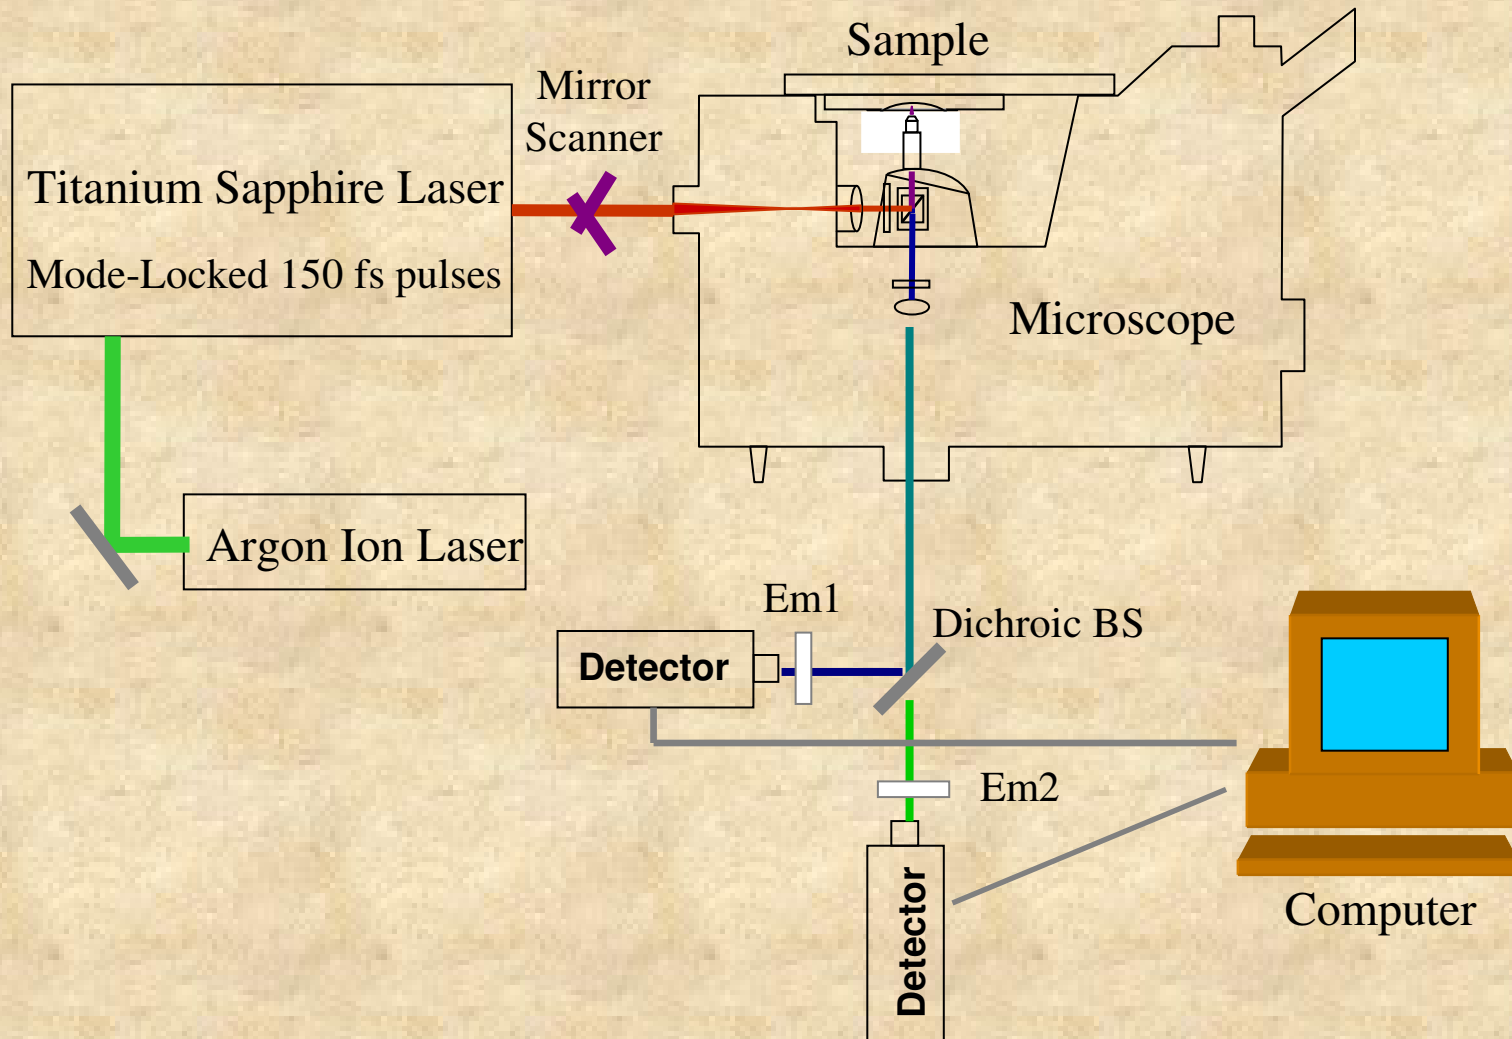 Sample
Mirror
Scanner
Titanium Sapphire Laser
Mode-Locked 150 fs pulses
Microscope
Argon Ion Laser
Em1
Dichroic BS
Detector
Em2
Detector
Computer